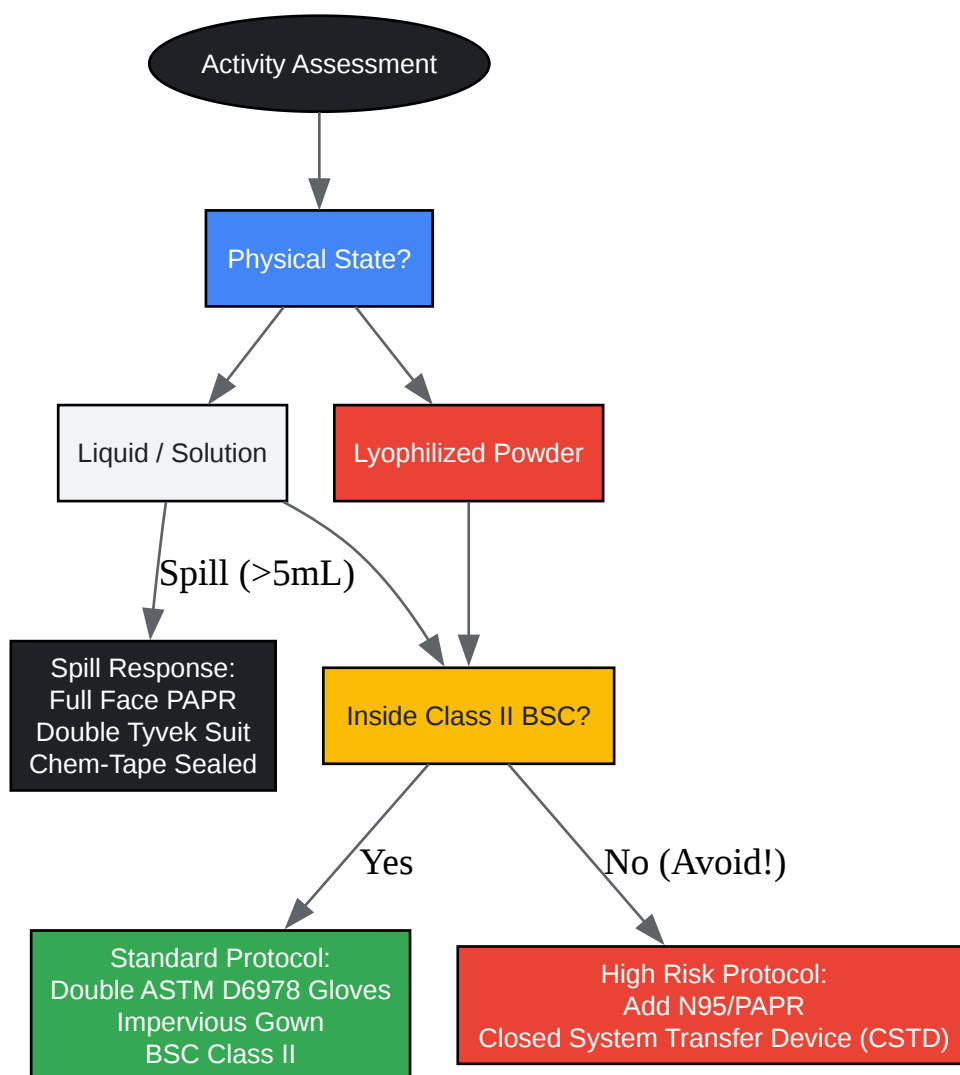 Activity Assessment
Physical State?
Liquid / Solution
Lyophilized Powder
Spill (>5mL)
Spill Response:
Full Face PAPR
Double Tyvek Suit
Chem-Tape Sealed
Inside Class II BSC?
Yes
No (Avoid!)
Standard Protocol:
Double ASTM D6978 Gloves
Impervious Gown
BSC Class II
High Risk Protocol:
Add N95/PAPR
Closed System Transfer Device (CSTD)